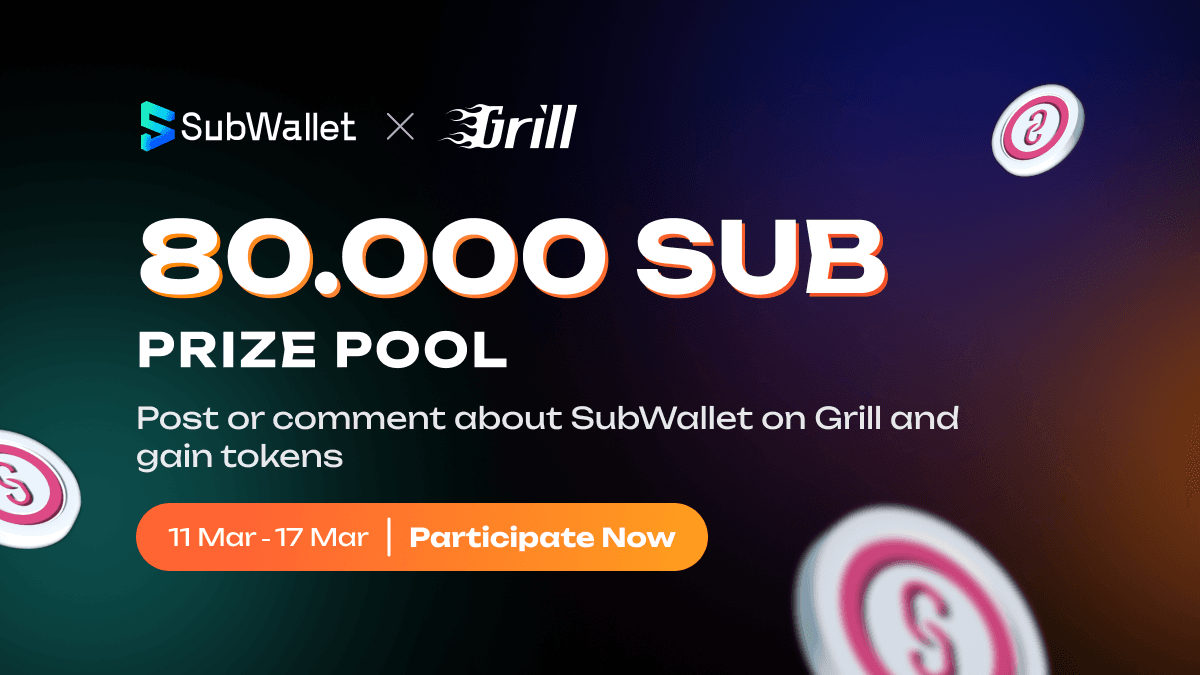 SubWallet × Grill
80.000 SUB
PRIZE POOL
Post or comment about SubWallet on Grill and
gain tokens
11 Mar - 17 Mar | Participate Now